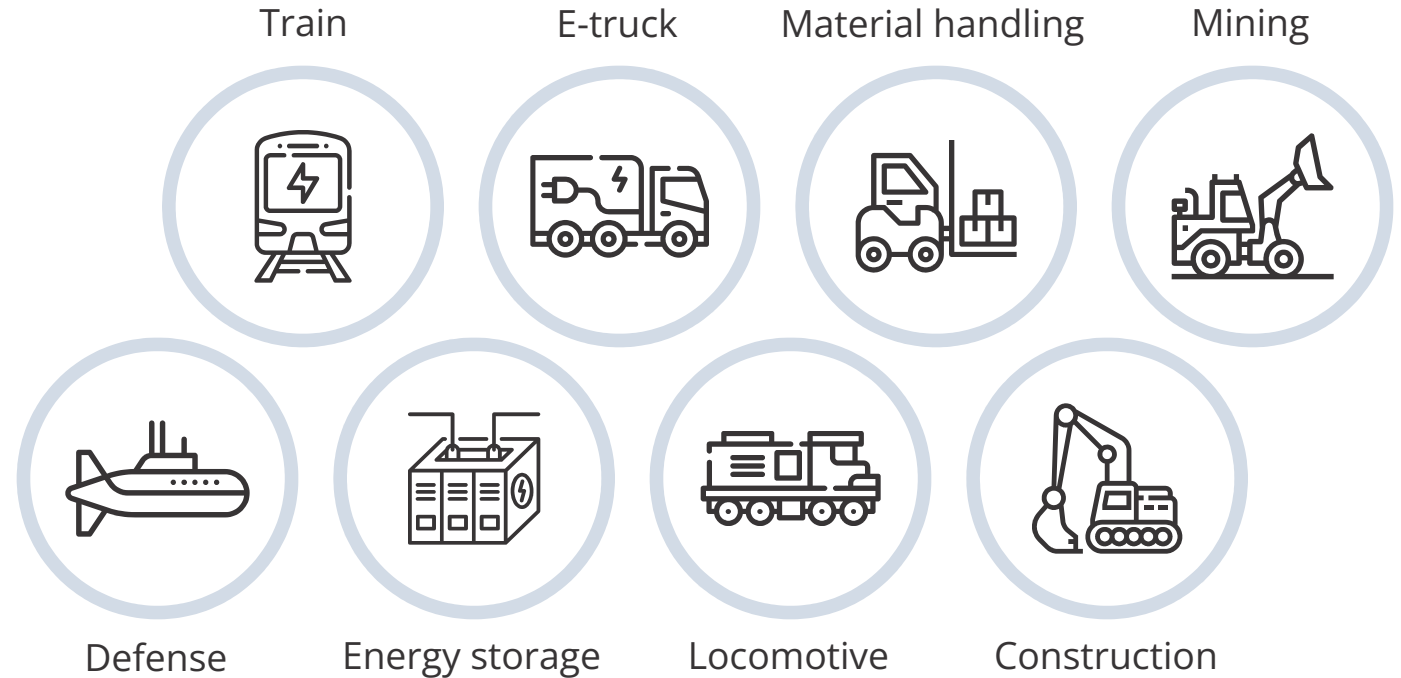 Train
E-truck
Material handling
Mining
Defense
Energy storage
Locomotive
Construction